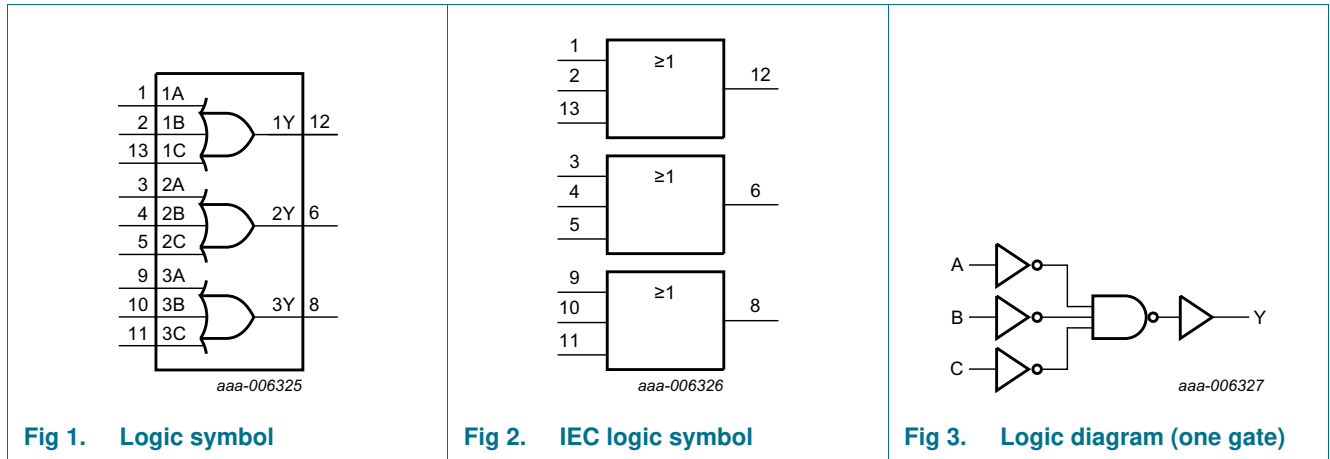 1 1A
2 1B 1Y 12
13 1C
3 2A
4 2B 2Y 6
5 2C
9 3A
10 3B 3Y 8
11 3C
aaa-006325
Fig 1. Logic symbol
1 ≥1
2 12
13
3 ≥1
4 6
5
9 ≥1
10 8
11
aaa-006326
Fig 2. IEC logic symbol
A
B Y
C
aaa-006327
Fig 3. Logic diagram (one gate)